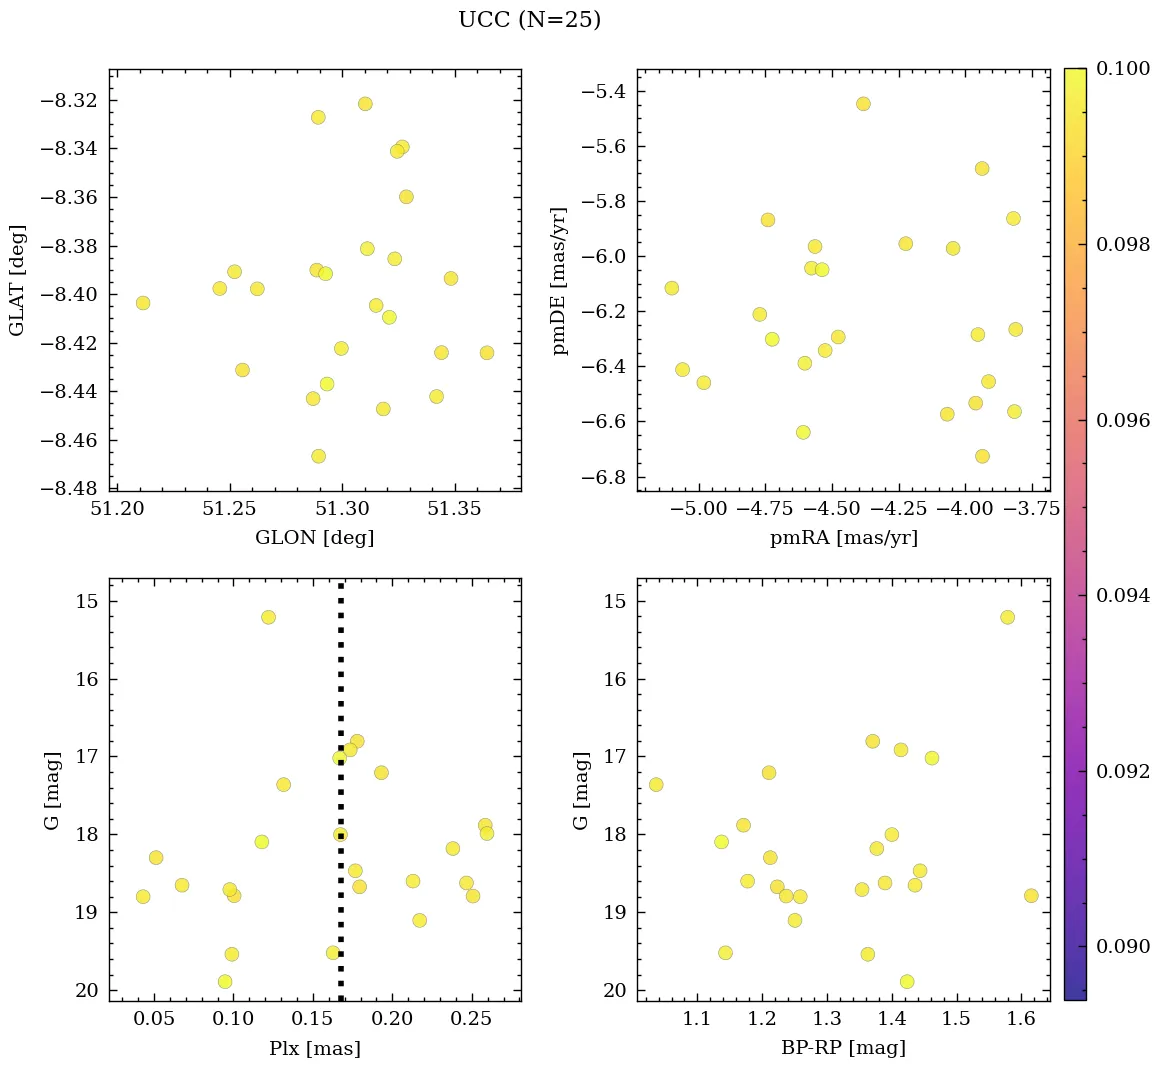 UCC (N=25)
−8.32
−8.34
−8.36
−8.38
−8.40
−8.42
−8.44
−8.46
−8.48
GLAT [deg]
51.20 51.25 51.30 51.35
GLON [deg]
−5.4
−5.6
−5.8
−6.0
−6.2
−6.4
−6.6
−6.8
pmDE [mas/yr]
−5.00 −4.75 −4.50 −4.25 −4.00 −3.75
pmRA [mas/yr]
15
16
17
18
19
20
G [mag]
0.05 0.10 0.15 0.20 0.25
Plx [mas]
15
16
17
18
19
20
G [mag]
1.1 1.2 1.3 1.4 1.5 1.6
BP-RP [mag]
0.100
0.098
0.096
0.094
0.092
0.090